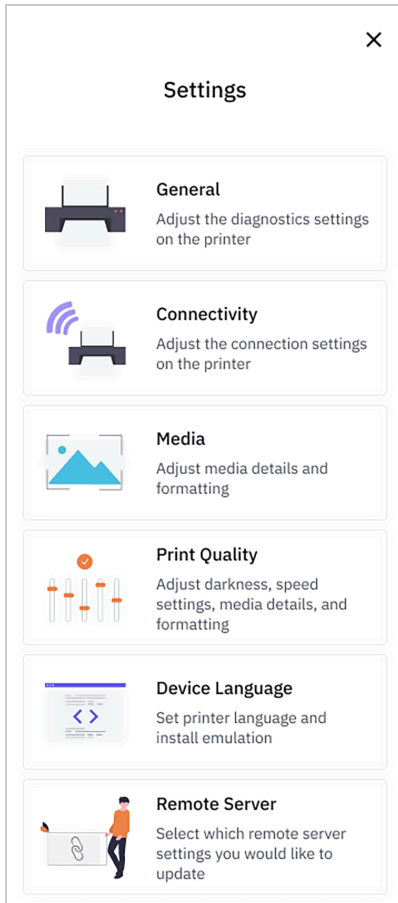 Settings
General
Adjust the diagnostics settings
on the printer
Connectivity
Adjust the connection settings
on the printer
Media
Adjust media details and
formatting
Print Quality
Adjust darkness, speed
settings, media details, and
formatting
Device Language
Set printer language and
install emulation
Remote Server
Select which remote server
settings you would like to
update